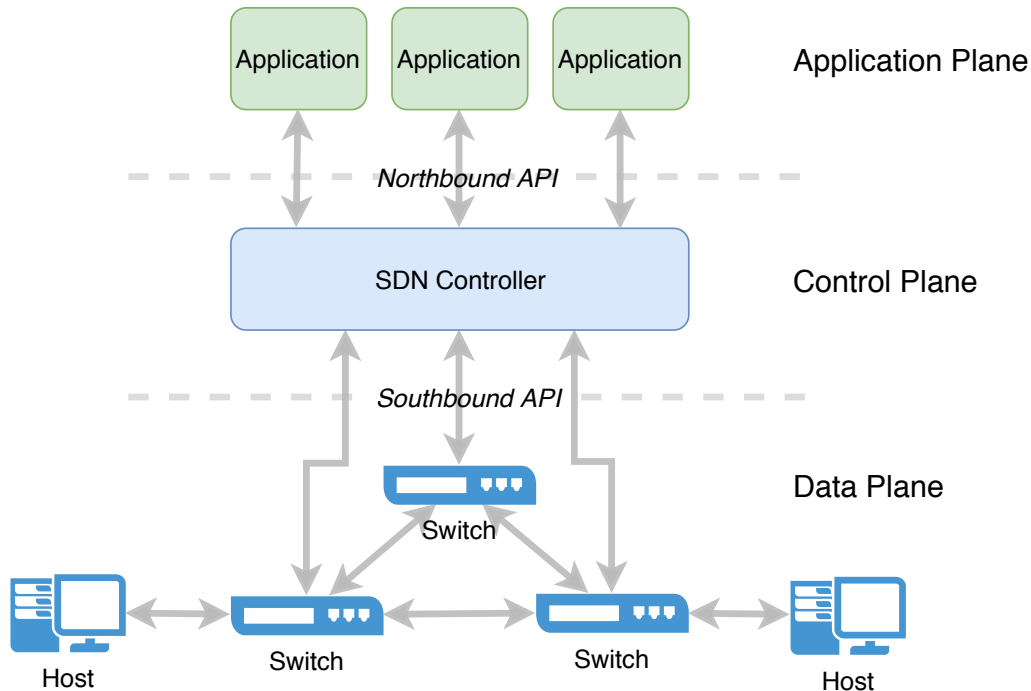 Application
Application
Application
Application Plane
Northbound API
SDN Controller
Control Plane
Southbound API
Data Plane
Switch
Switch
Switch
Host
Host